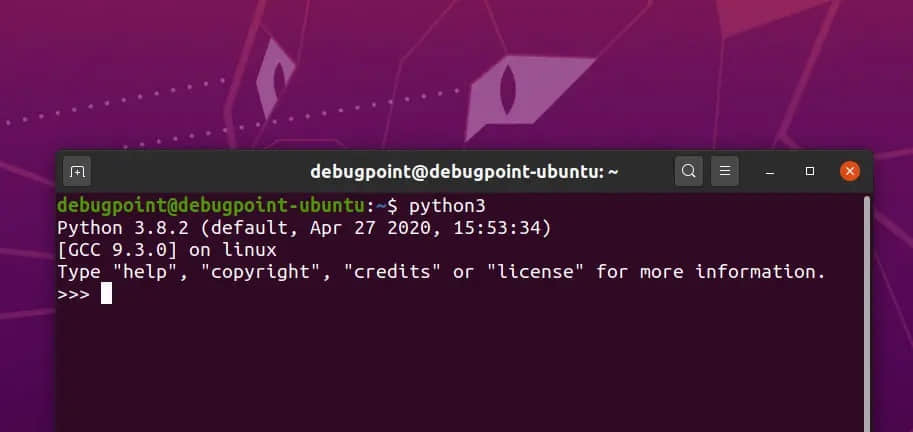 debugpoint@debugpoint-ubuntu: ~
debugpoint@debugpoint-ubuntu:~$ python3
Python 3.8.2 (default, Apr 27 2020, 15:53:34)
[GCC 9.3.0] on linux
Type "help", "copyright", "credits" or "license" for more information.
>>>